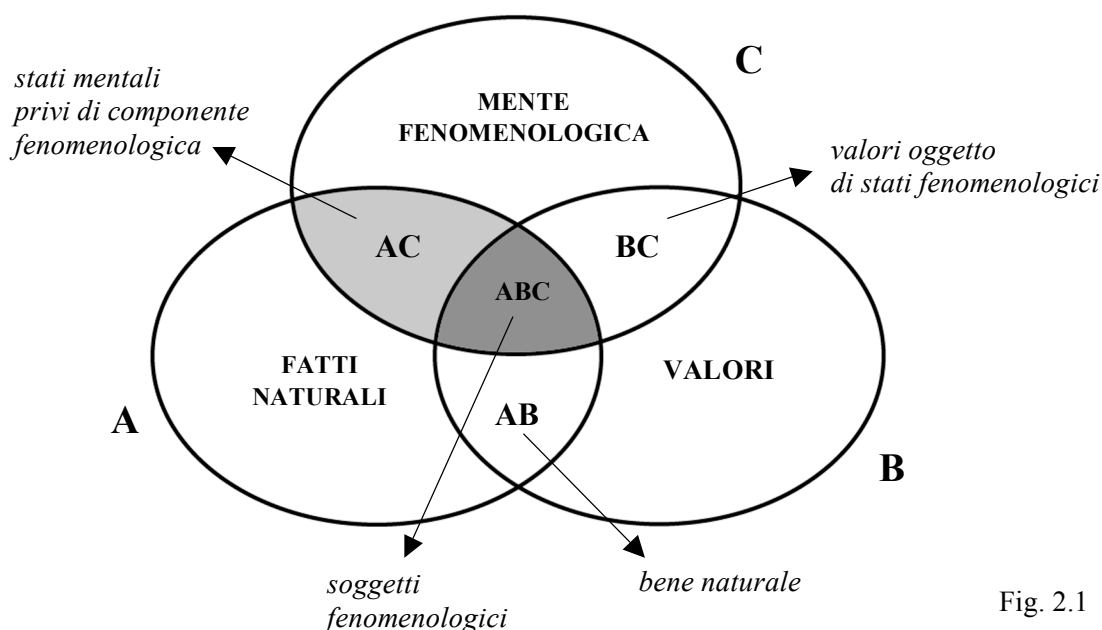 C
stati mentali
privi di componente
fenomenologica
MENTE
FENOMENOLOGICA
valori oggetto
di stati fenomenologici
AC
BC
ABC
FATTI
NATURALI
VALORI
A
AB
B
soggetti
fenomenologici
bene naturale
Fig. 2.1